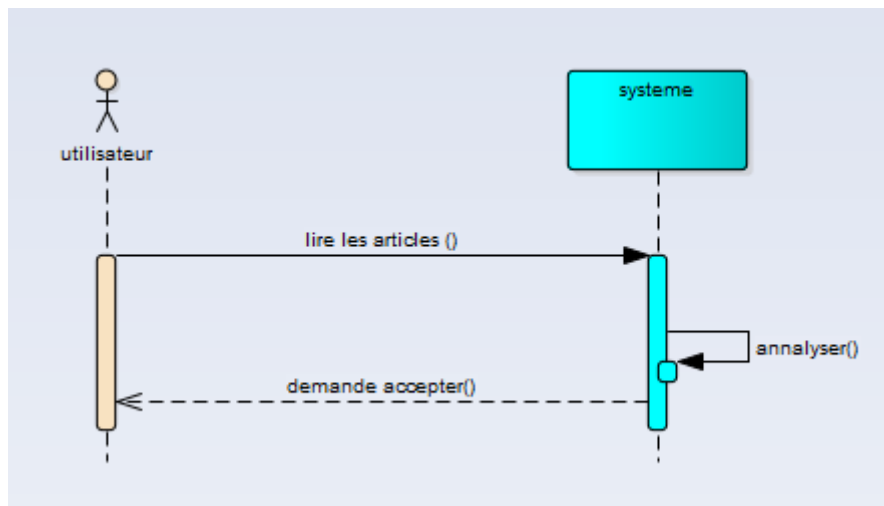 utilisateur
systeme
lire les articles ()
annalyser()
demande accepter()